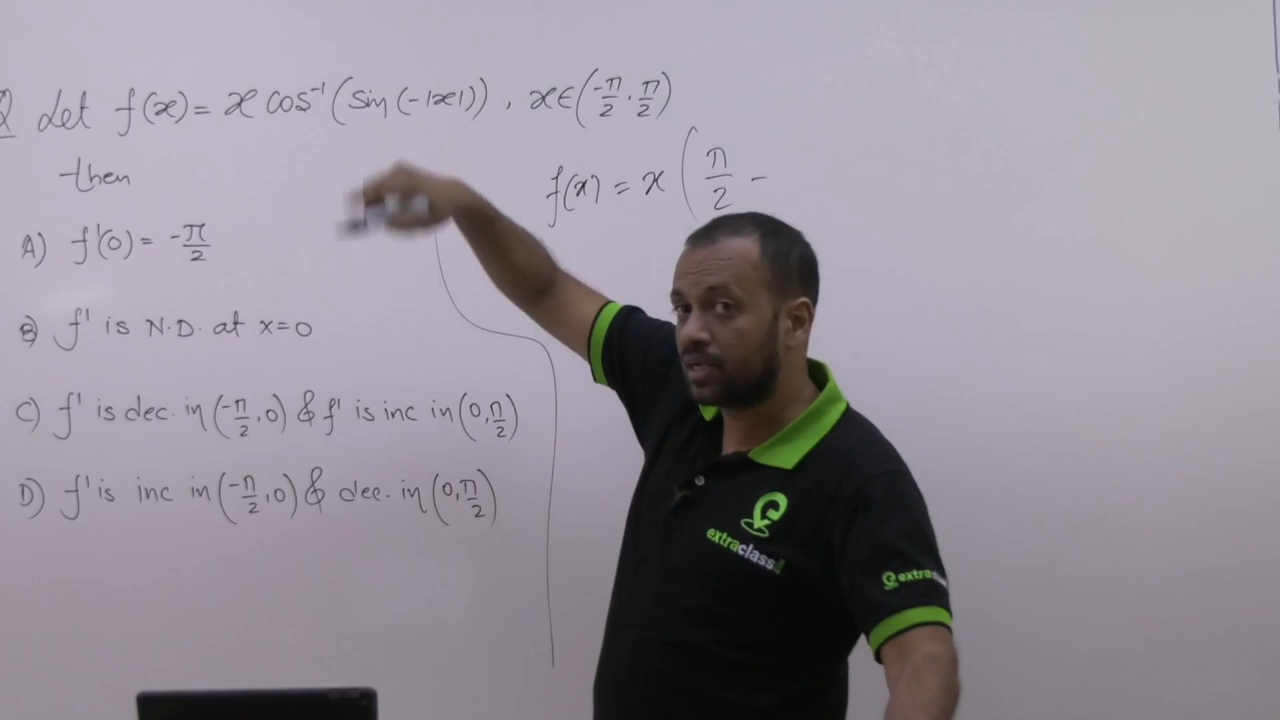 Q Let f(x) = x cos⁻¹(sin(-|x|)), x∈(-π/2, π/2)
then
f(x) = x(π/2 -
A) f'(0) = -π/2
B) f' is N.D. at x=0
C) f' is dec. in (-π/2, 0) & f' is inc in (0, π/2)
D) f' is inc in (-π/2, 0) & dec. in (0, π/2)
extraclass
extra